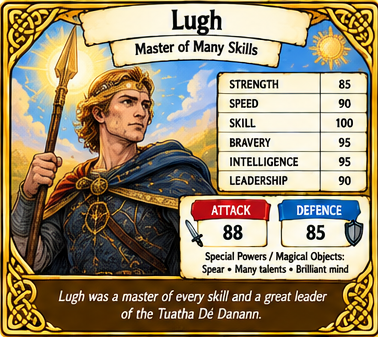 Lugh
Master of Many Skills
STRENGTH 85
SPEED 90
SKILL 100
BRAVERY 95
INTELLIGENCE 95
LEADERSHIP 90
ATTACK DEFENCE
88 85
Special Powers / Magical Objects:
Spear • Many talents • Brilliant mind
Lugh was a master of every skill and a great leader
of the Tuatha Dé Danann.